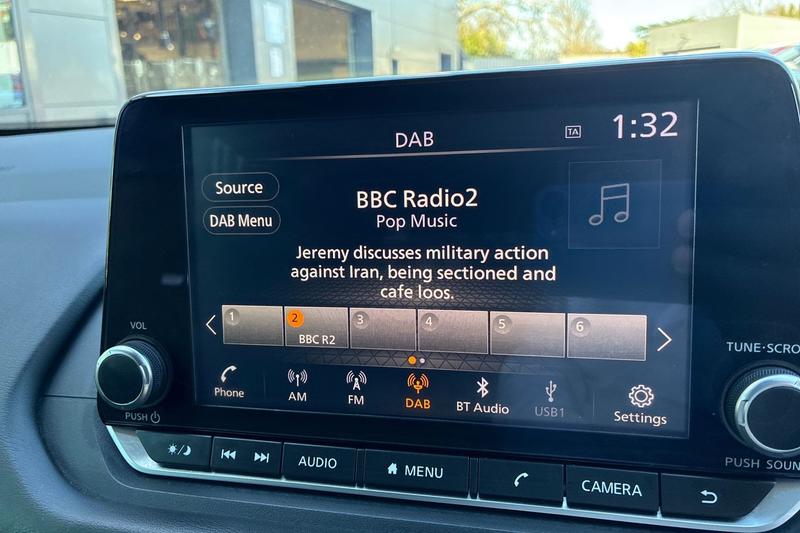 DAB
TA
1:32
Source
DAB Menu
BBC Radio2
Pop Music
Jeremy discusses military action
against Iran, being sectioned and
cafe loos.
1 2 3 4 5 6
BBC R2
Phone AM FM DAB BT Audio USB1 Settings
VOL
PUSH
TUNE·SCRO
PUSH SOUN
AUDIO MENU CAMERA